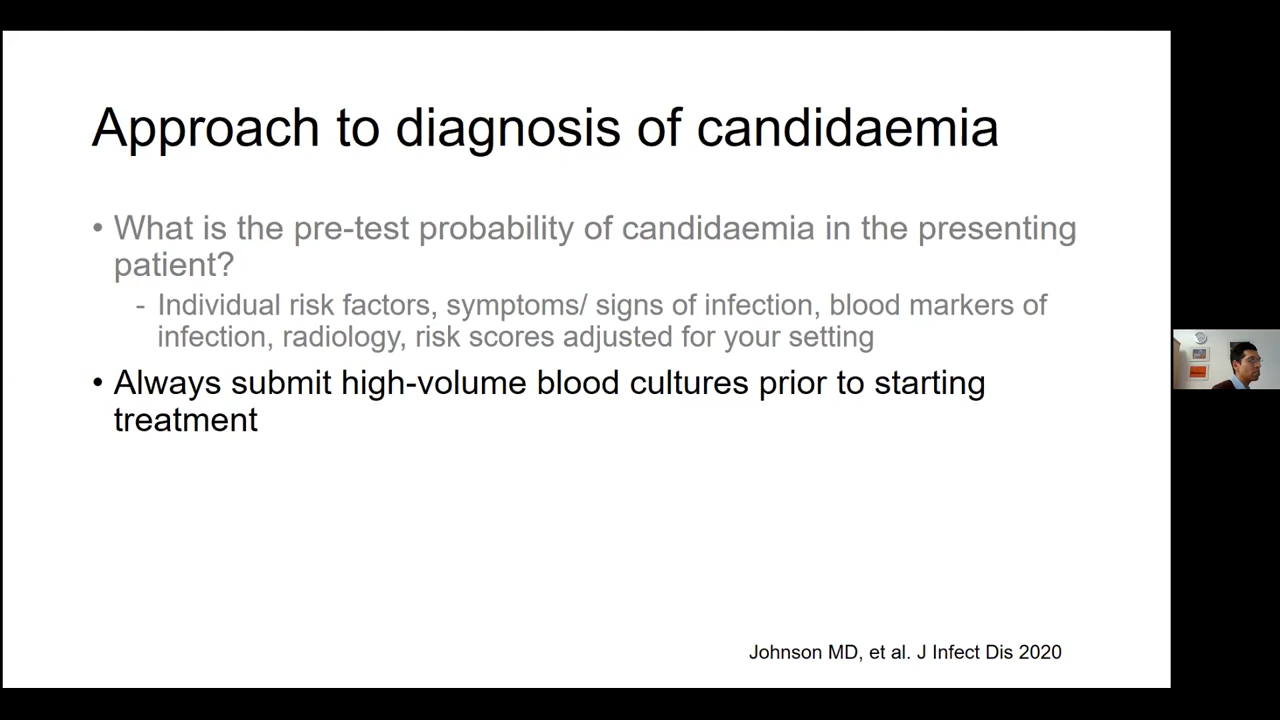 Approach to diagnosis of candidaemia
• What is the pre-test probability of candidaemia in the presenting
patient?
- Individual risk factors, symptoms/ signs of infection, blood markers of
infection, radiology, risk scores adjusted for your setting
• Always submit high-volume blood cultures prior to starting
treatment
Johnson MD, et al. J Infect Dis 2020